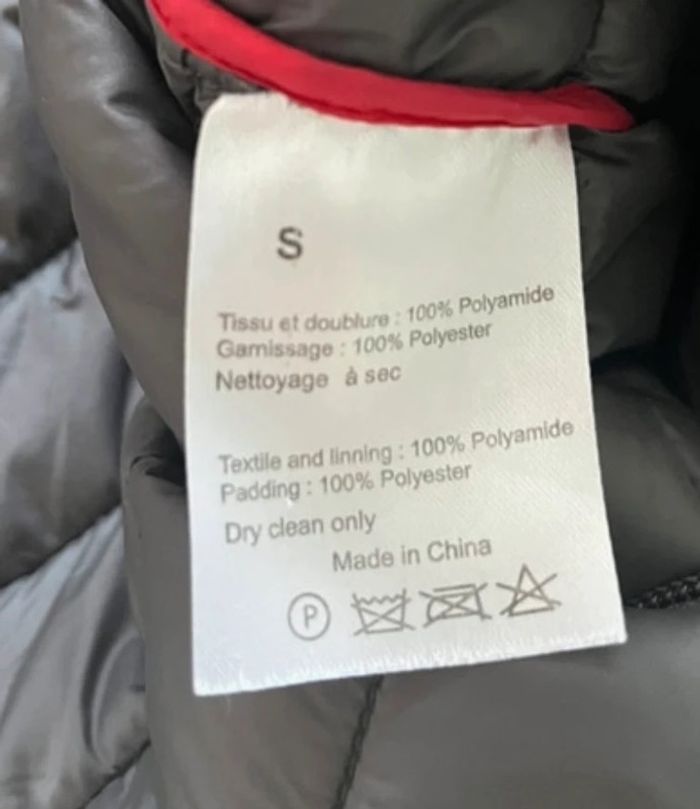 S
Tissu et doublure : 100% Polyamide
Garnissage : 100% Polyester
Nettoyage à sec
Textile and linning : 100% Polyamide
Padding : 100% Polyester
Dry clean only
Made in China
P